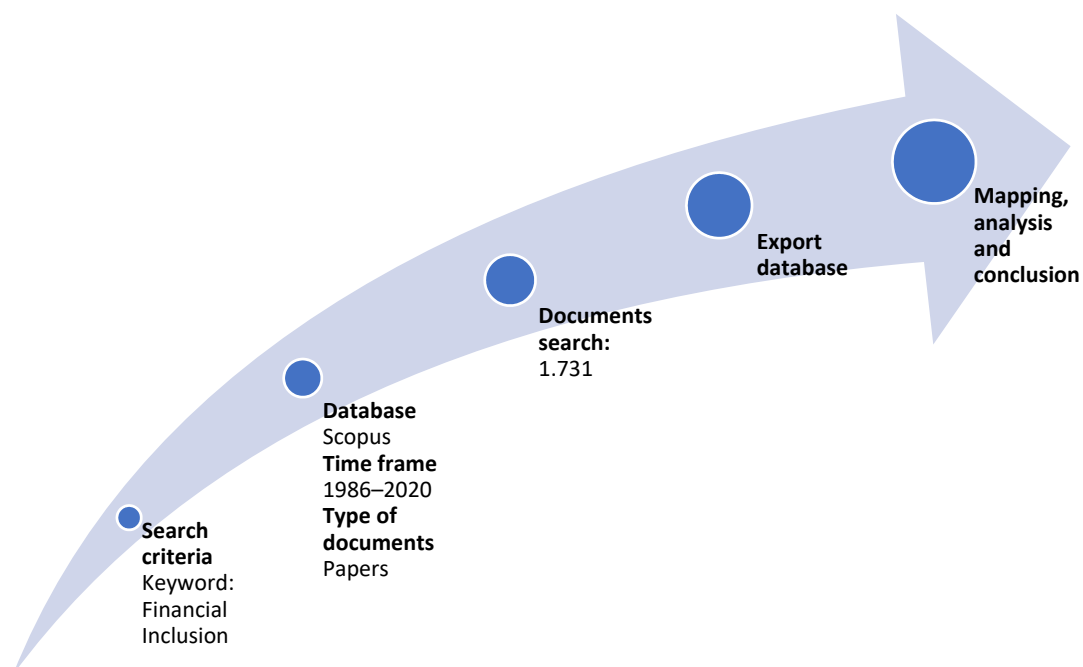 Search
criteria
Keyword:
Financial
Inclusion
Database
Scopus
Time frame
1986–2020
Type of
documents
Papers
Documents
search:
1.731
Export
database
Mapping,
analysis
and
conclusion